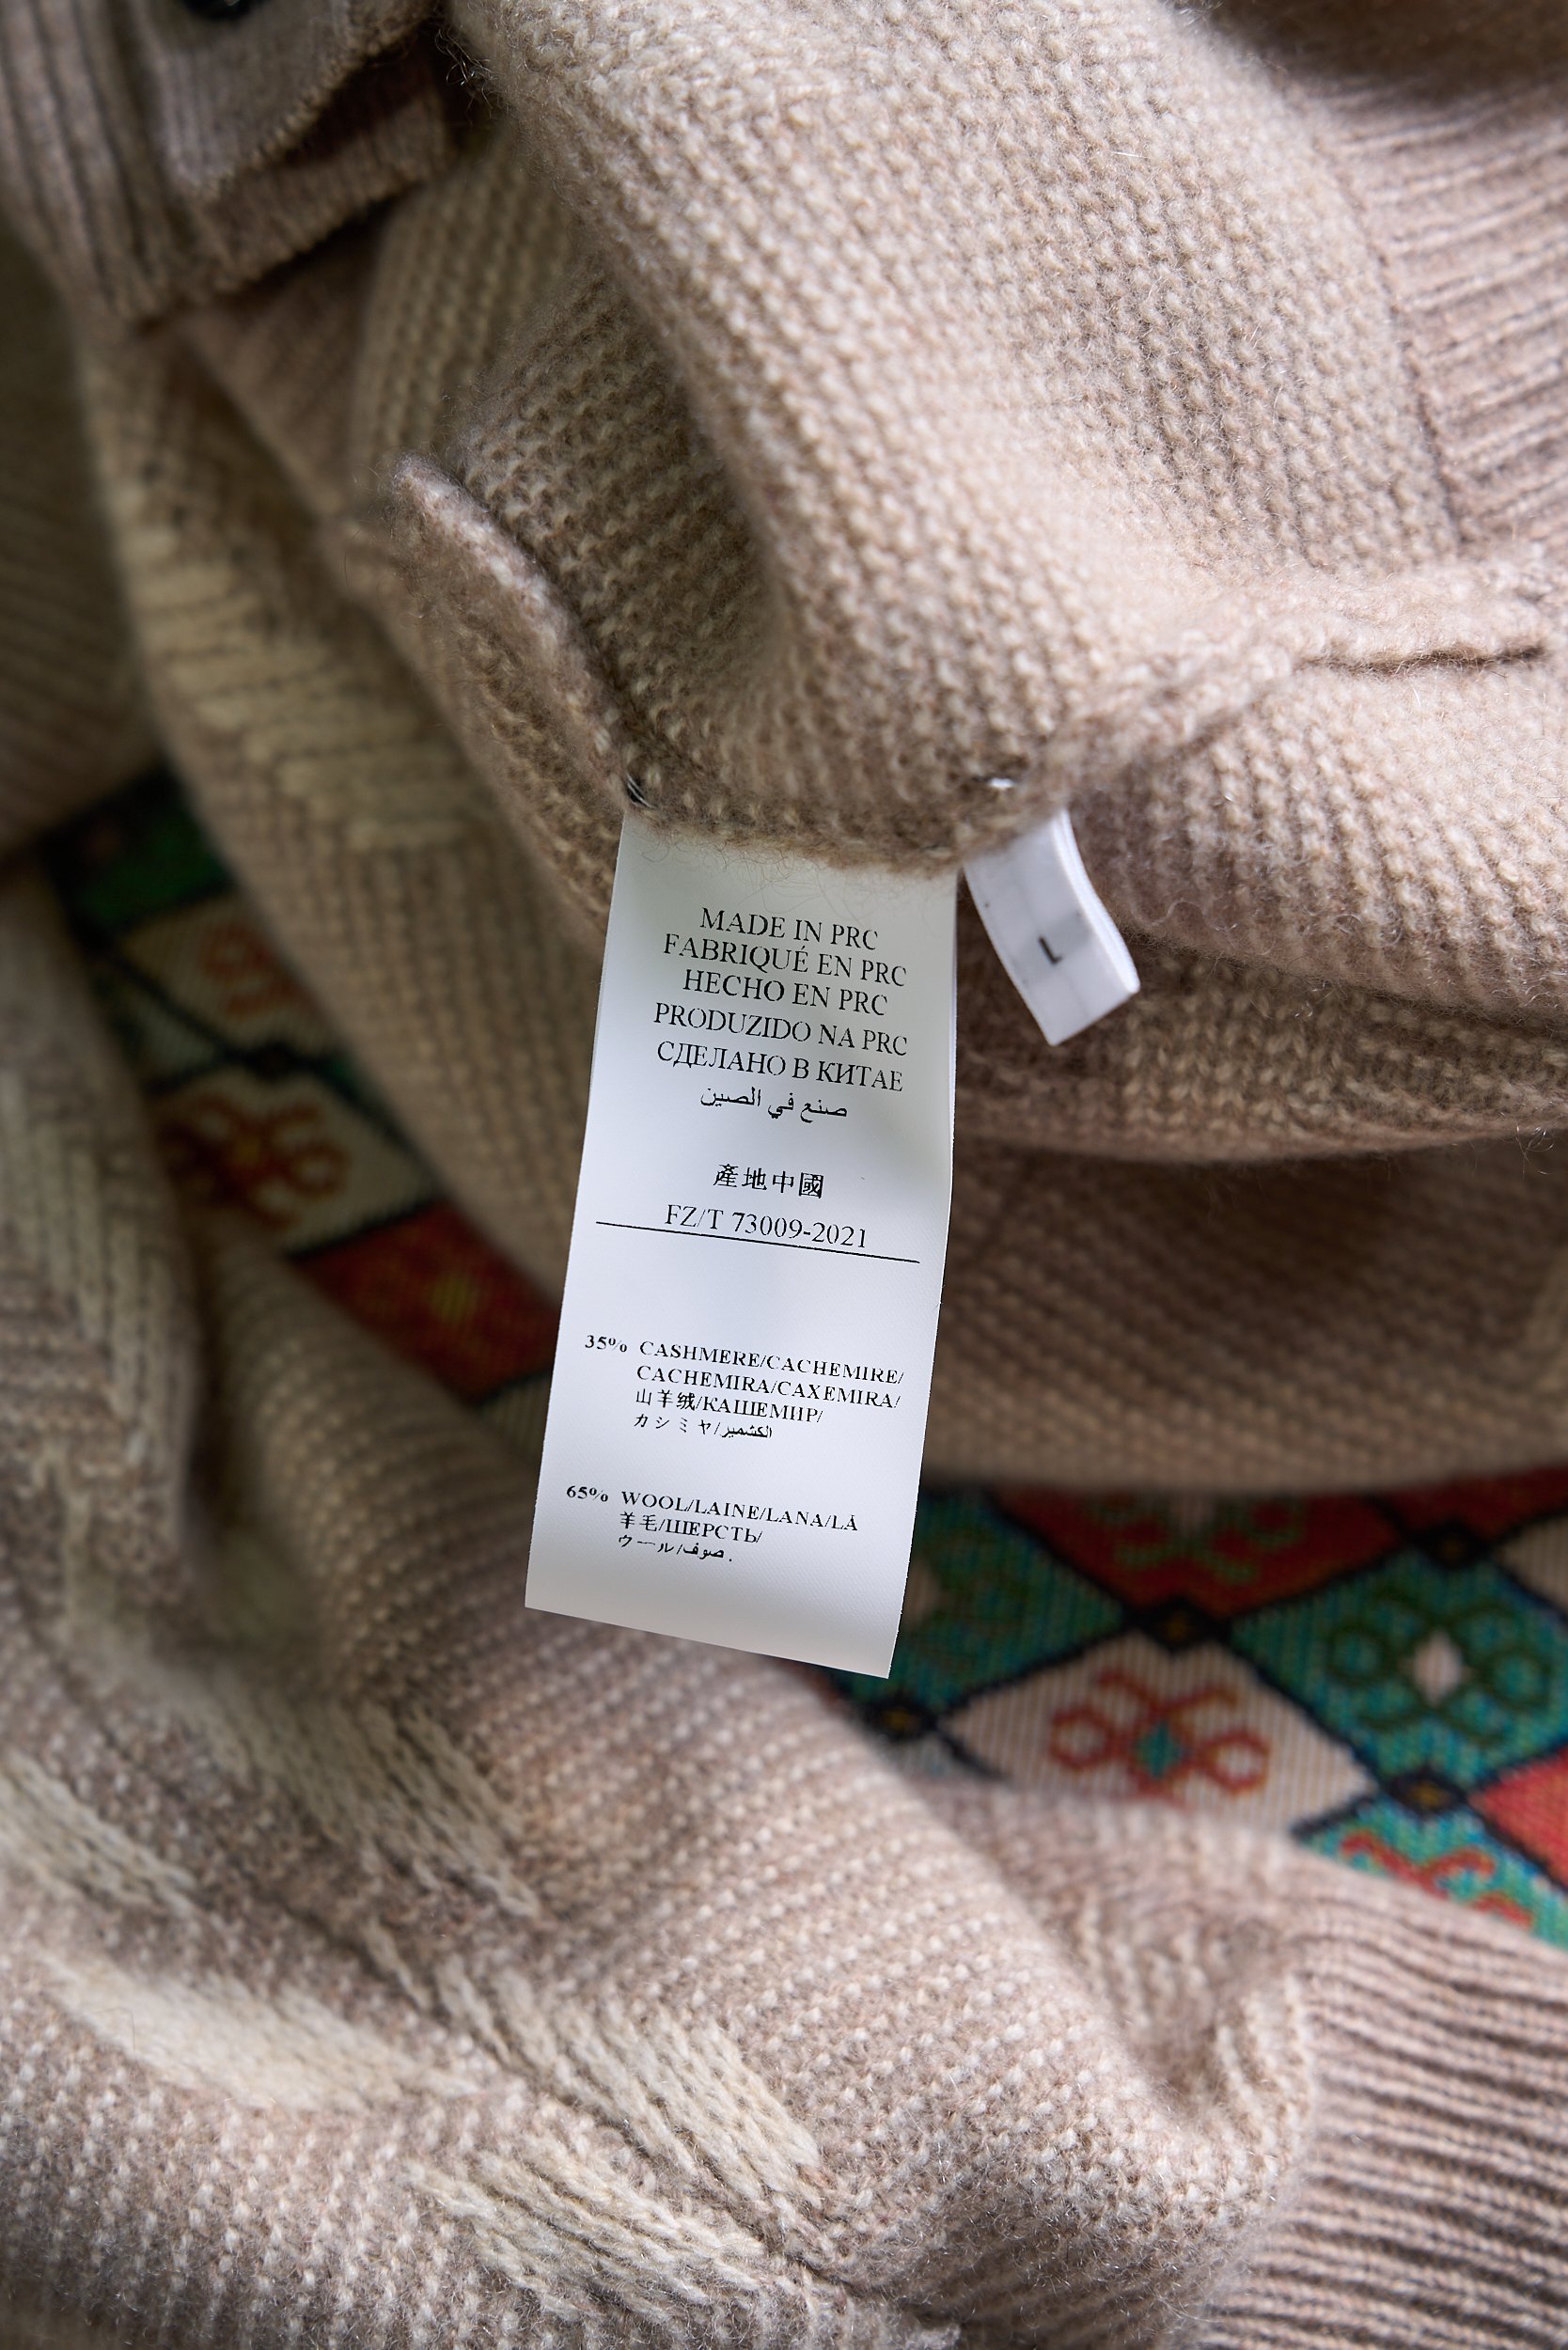 MADE IN PRC
FABRIQUÉ EN PRC
HECHO EN PRC
PRODUZIDO NA PRC
СДЕЛАНО В КИТАЕ
صنع في الصين
產地中國
FZ/T 73009-2021
35% CASHMERE/CACHEMIRE/
CACHEMIRA/CAXEMIRA/
山羊绒/КАШЕМИР/
カシミヤ/الكشمير
65% WOOL/LAINE/LANA/LÃ
羊毛/ШЕРСТЬ/
ウール/صوف.
L